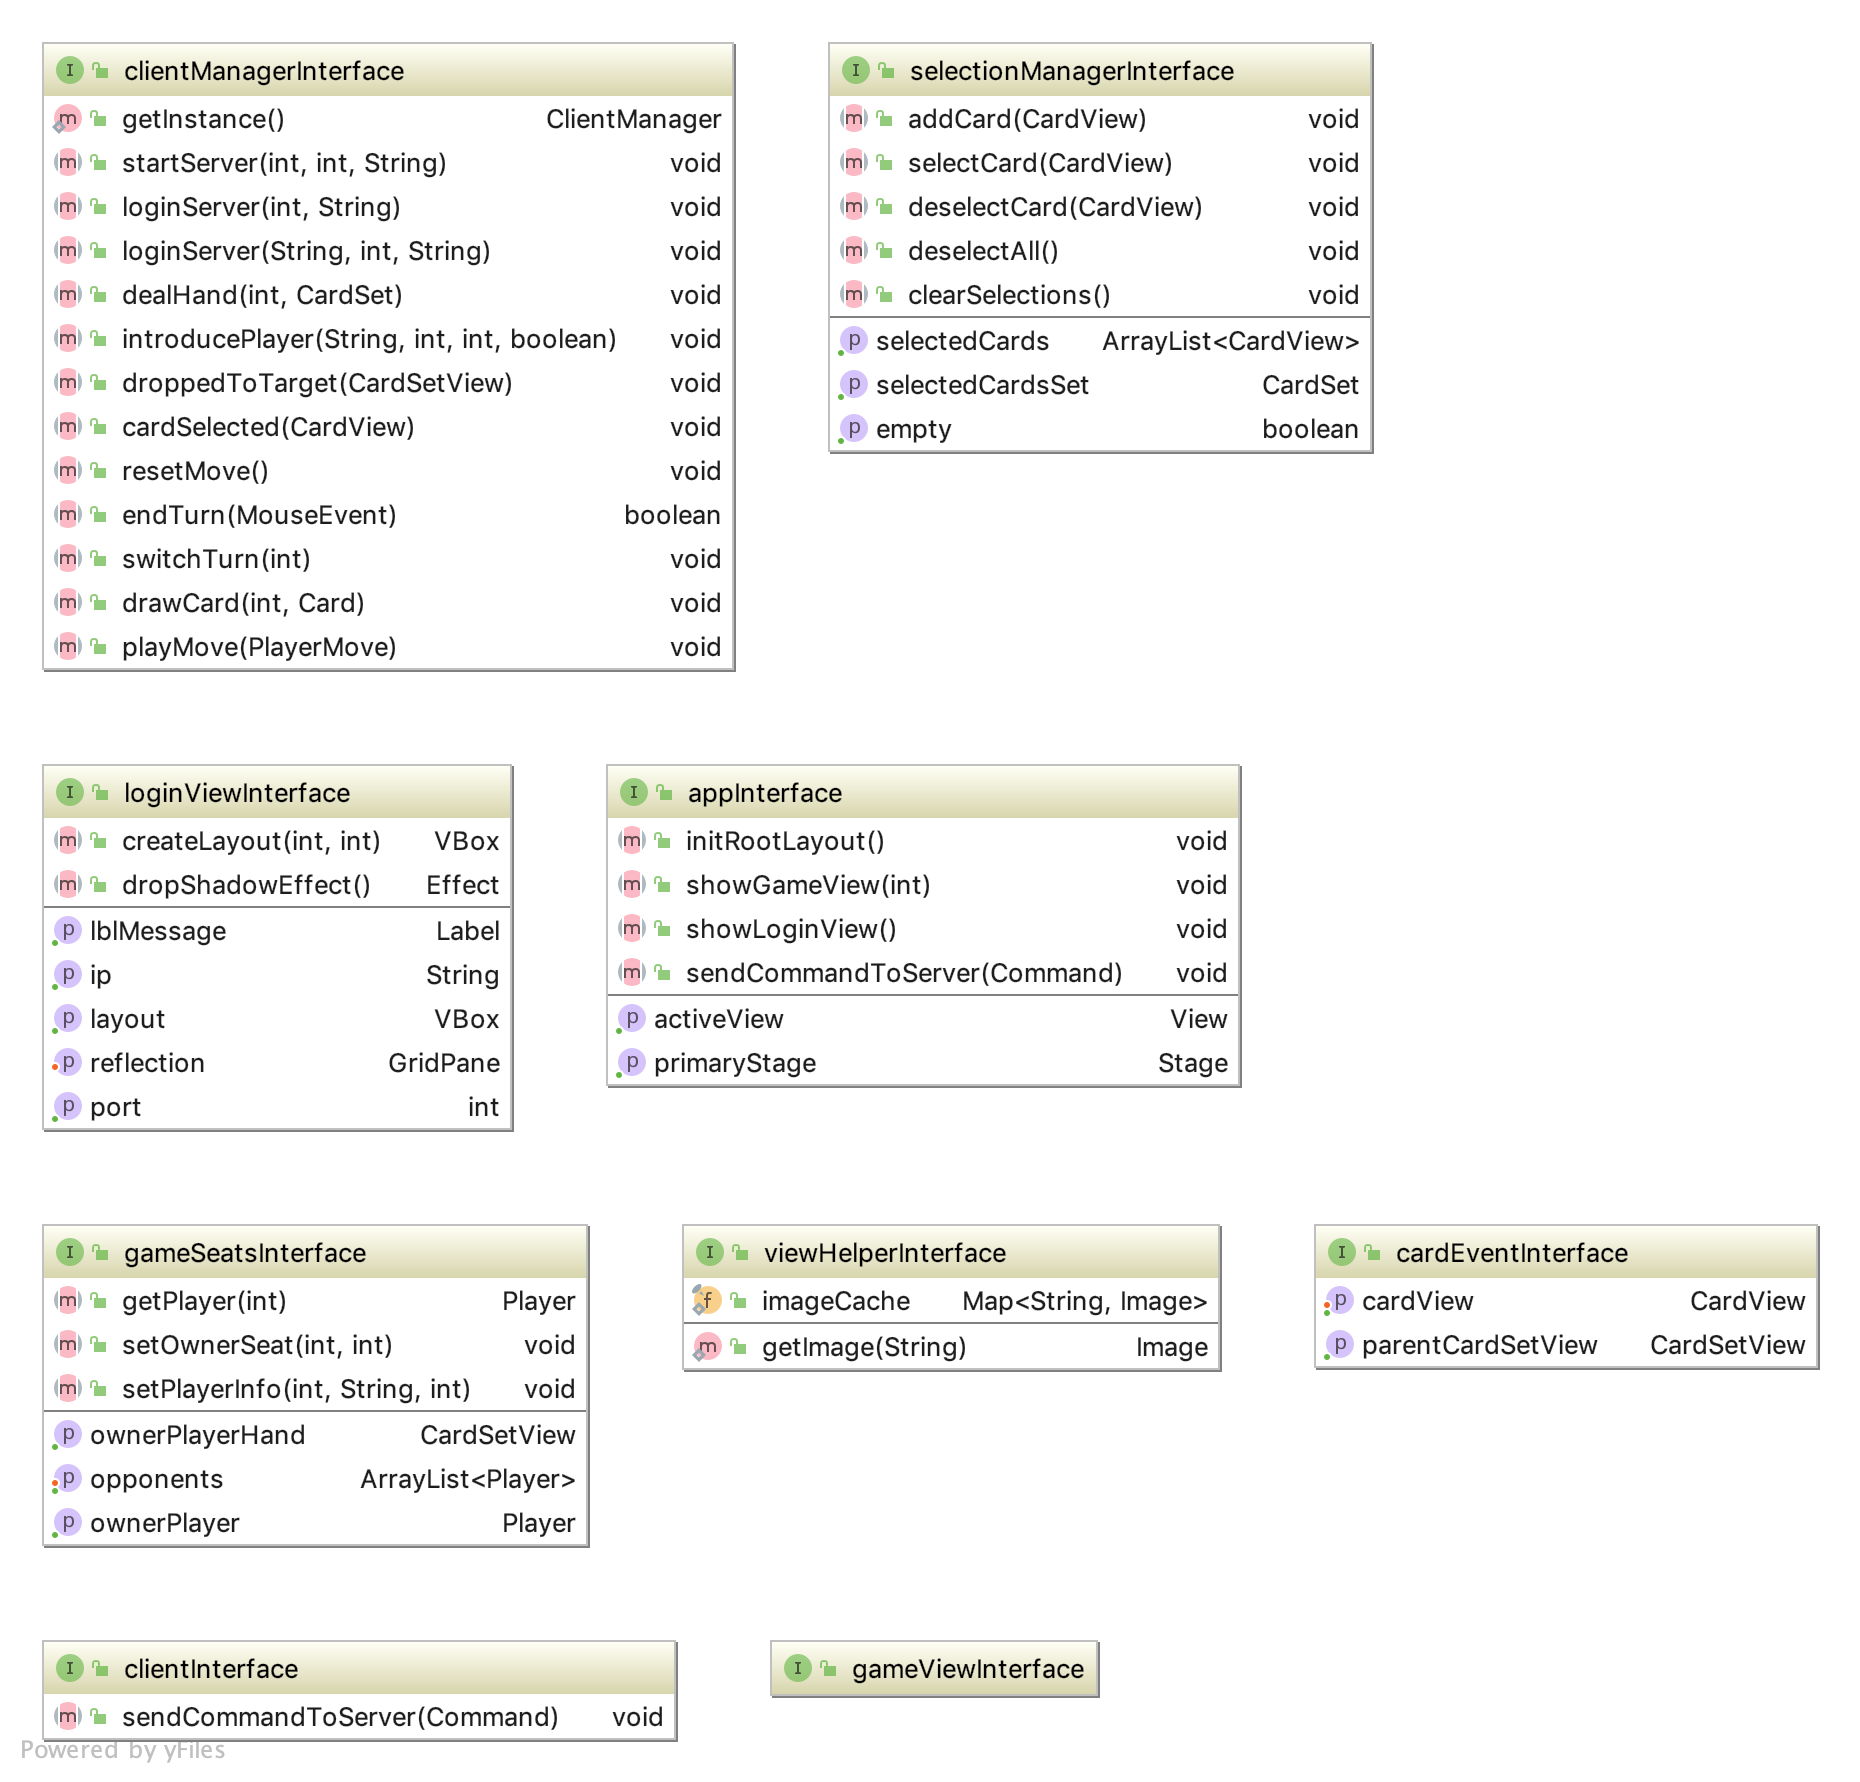 clientManagerInterface
getInstance() ClientManager
startServer(int, int, String) void
loginServer(int, String) void
loginServer(String, int, String) void
dealHand(int, CardSet) void
introducePlayer(String, int, int, boolean) void
droppedToTarget(CardSetView) void
cardSelected(CardView) void
resetMove() void
endTurn(MouseEvent) boolean
switchTurn(int) void
drawCard(int, Card) void
playMove(PlayerMove) void
selectionManagerInterface
addCard(CardView) void
selectCard(CardView) void
deselectCard(CardView) void
deselectAll() void
clearSelections() void
selectedCards ArrayList<CardView>
selectedCardsSet CardSet
empty boolean
loginViewInterface
createLayout(int, int) VBox
dropShadowEffect() Effect
lblMessage Label
ip String
layout VBox
reflection GridPane
port int
appInterface
initRootLayout() void
showGameView(int) void
showLoginView() void
sendCommandToServer(Command) void
activeView View
primaryStage Stage
gameSeatsInterface
getPlayer(int) Player
setOwnerSeat(int, int) void
setPlayerInfo(int, String, int) void
ownerPlayerHand CardSetView
opponents ArrayList<Player>
ownerPlayer Player
viewHelperInterface
imageCache Map<String, Image>
getImage(String) Image
cardEventInterface
cardView CardView
parentCardSetView CardSetView
clientInterface
sendCommandToServer(Command) void
gameViewInterface
Powered by yFiles